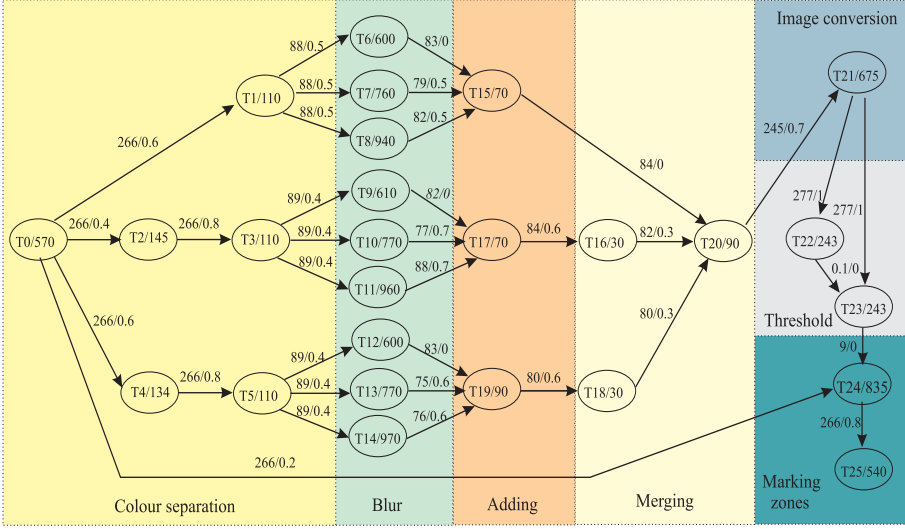 Image conversion
T6/600
83/0
88/0.5
T21/675
T1/110
88/0.5
T7/760
79/0.5
T15/70
88/0.5
82/0.5
T8/940
245/0.7
266/0.6
84/0
277/1
277/1
T9/610
82/0
89/0.4
T0/570
266/0.4
T2/145
266/0.8
T3/110
89/0.4
T10/770
77/0.7
T17/70
84/0.6
T16/30
82/0.3
T20/90
T22/243
89/0.4
T11/960
88/0.7
0.1/0
T23/243
80/0.3
Threshold
266/0.6
T12/600
83/0
9/0
89/0.4
T4/134
266/0.8
T5/110
89/0.4
T13/770
75/0.6
T19/90
80/0.6
T18/30
T24/835
89/0.4
T14/970
76/0.6
266/0.8
266/0.2
T25/540
Marking
zones
Colour separation
Blur
Adding
Merging